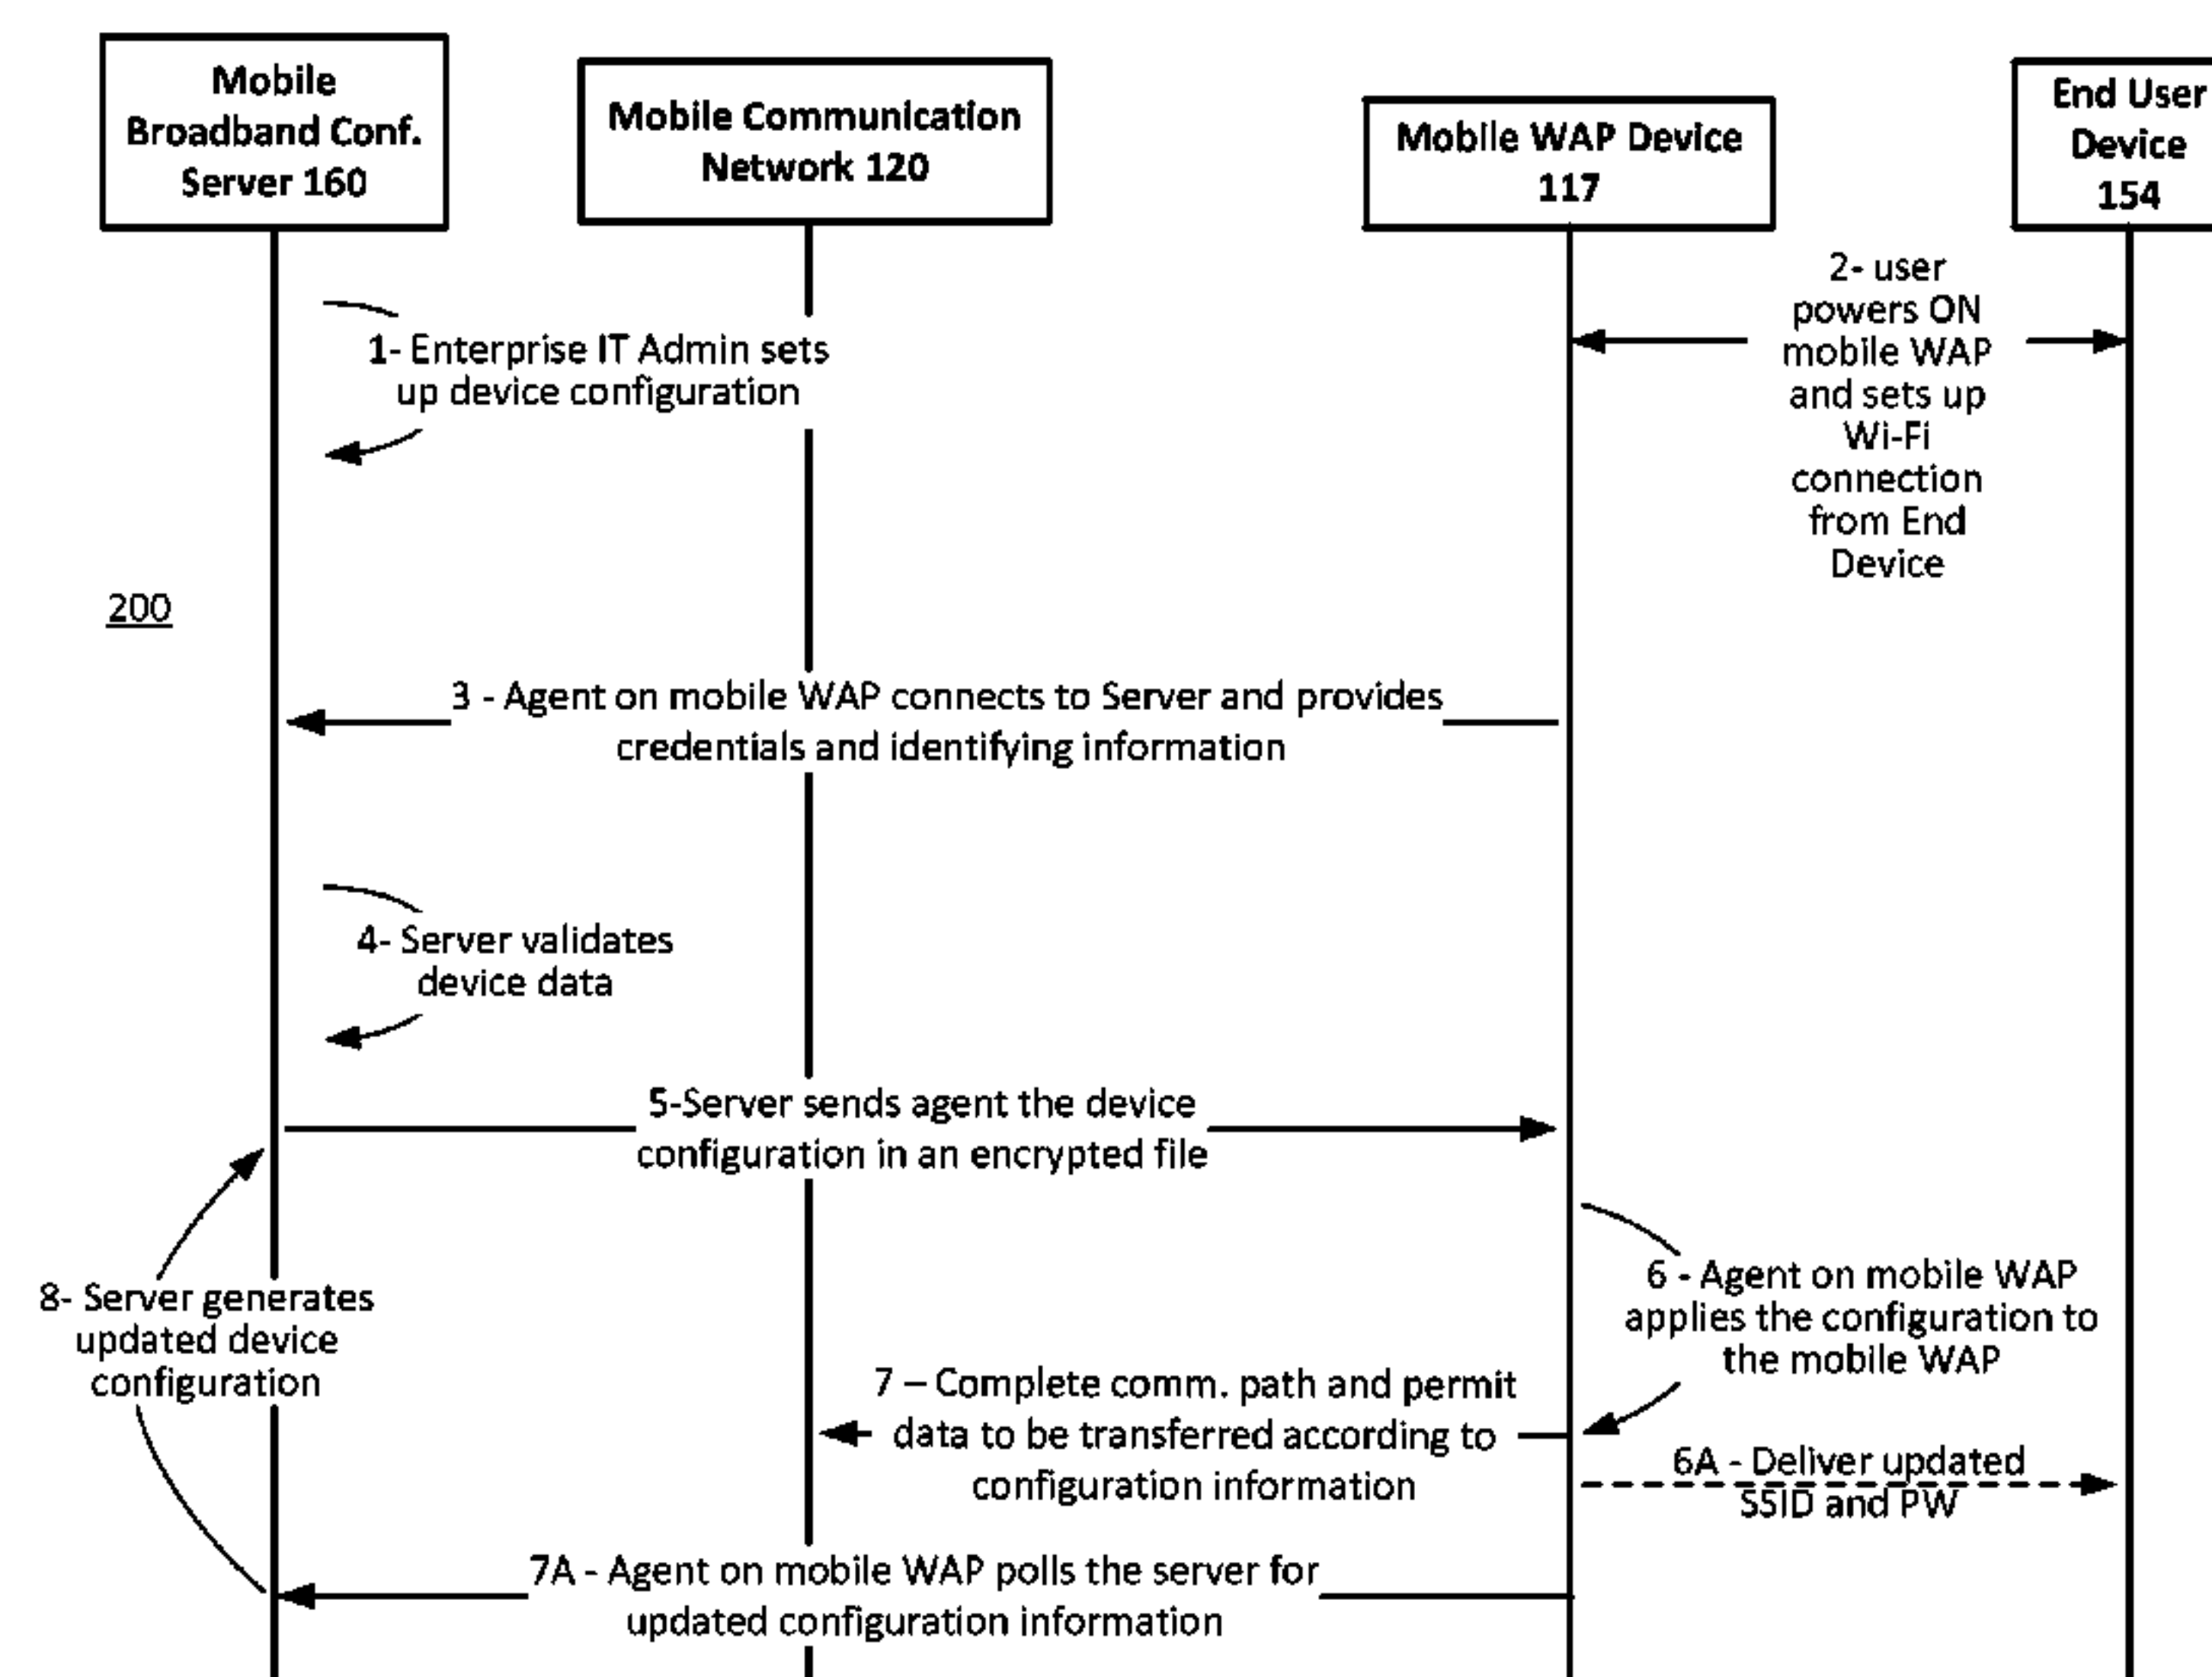 Mobile
Broadband Conf.
Server 160
Mobile Communication
Network 120
Mobile WAP Device
117
End User
Device
154
1- Enterprise IT Admin sets
up device configuration
2- user
powers ON
mobile WAP
and sets up
Wi-Fi
connection
from End
Device
200
3 - Agent on mobile WAP connects to Server and provides
credentials and identifying information
4- Server validates
device data
5-Server sends agent the device
configuration in an encrypted file
6 - Agent on mobile WAP
applies the configuration to
the mobile WAP
8- Server generates
updated device
configuration
7 – Complete comm. path and permit
data to be transferred according to
configuration information
6A - Deliver updated
SSID and PW
7A - Agent on mobile WAP polls the server for
updated configuration information